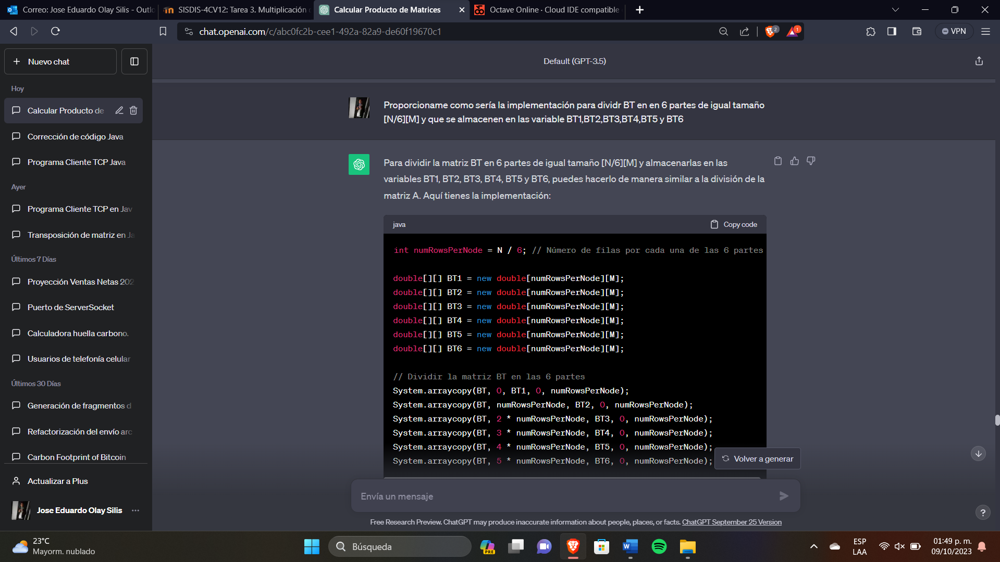 Correo: Jose Eduardo Olay Silis - Outlo
SISDIS-4CV12: Tarea 3. Multiplicación
Calcular Producto de Matrices
Octave Online · Cloud IDE compatible
chat.openai.com/c/abc0fc2b-cee1-492a-82a9-de60f19670c1
2
1
VPN
Nuevo chat
Default (GPT-3.5)
Hoy
Calcular Producto de
Corrección de código Java
Programa Cliente TCP Java
Ayer
Programa Cliente TCP en Jav
Transposición de matriz en Ja
Últimos 7 Días
Proyección Ventas Netas 202
Puerto de ServerSocket
Calculadora huella carbono.
Usuarios de telefonía celular
Últimos 30 Días
Generación de fragmentos d
Refactorización del envío arc
Carbon Footprint of Bitcoin
Actualizar a Plus
Jose Eduardo Olay Silis
Proporcioname como sería la implementación para dividr BT en en 6 partes de igual tamaño
[N/6][M] y que se almacenen en las variable BT1,BT2,BT3,BT4,BT5 y BT6
Para dividir la matriz BT en 6 partes de igual tamaño [N/6][M] y almacenarlas en las
variables BT1, BT2, BT3, BT4, BT5 y BT6, puedes hacerlo de manera similar a la división de la
matriz A. Aquí tienes la implementación:
java
Copy code
int numRowsPerNode = N / 6; // Número de filas por cada una de las 6 partes
double[][] BT1 = new double[numRowsPerNode][M];
double[][] BT2 = new double[numRowsPerNode][M];
double[][] BT3 = new double[numRowsPerNode][M];
double[][] BT4 = new double[numRowsPerNode][M];
double[][] BT5 = new double[numRowsPerNode][M];
double[][] BT6 = new double[numRowsPerNode][M];
// Dividir la matriz BT en las 6 partes
System.arraycopy(BT, 0, BT1, 0, numRowsPerNode);
System.arraycopy(BT, numRowsPerNode, BT2, 0, numRowsPerNode);
System.arraycopy(BT, 2 * numRowsPerNode, BT3, 0, numRowsPerNode);
System.arraycopy(BT, 3 * numRowsPerNode, BT4, 0, numRowsPerNode);
System.arraycopy(BT, 4 * numRowsPerNode, BT5, 0, numRowsPerNode);
System.arraycopy(BT, 5 * numRowsPerNode, BT6, 0, numRowsPerNode);
Volver a generar
Envía un mensaje
Free Research Preview. ChatGPT may produce inaccurate information about people, places, or facts. ChatGPT September 25 Version
?
23°C
Mayorm. nublado
Búsqueda
PRE
ESP
LAA
01:49 p. m.
09/10/2023